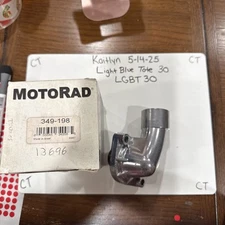 Kaitlyn 5-14-25
Light Blue Tote 30
LGBT 30
MOTORAD
349-198
13696
CT
CT
CT